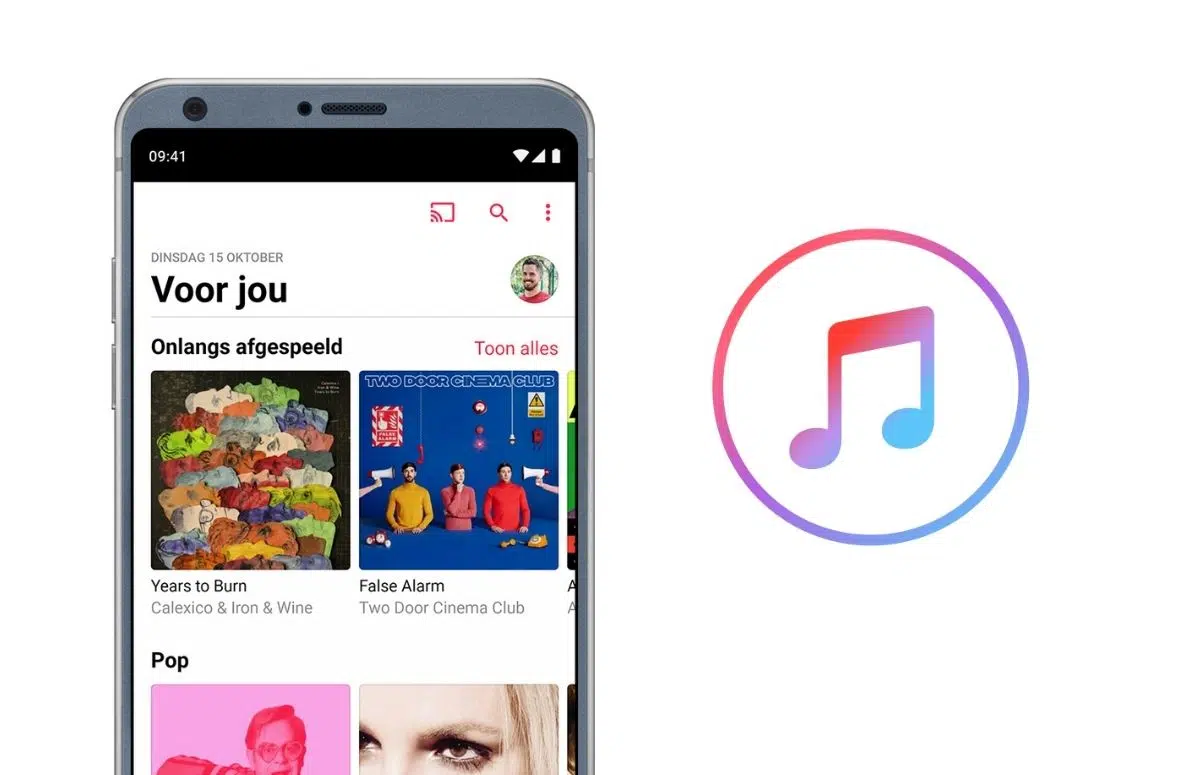 09:41
DINSDAG 15 OKTOBER
Voor jou
Onlangs afgespeeld
Toon alles
Calexico /
Iron & Wine
Years to Burn
TWO DOOR CINEMA CLUB
FALSE
ALARM
Years to Burn
Calexico & Iron & Wine
False Alarm
Two Door Cinema Club
A
A
Pop